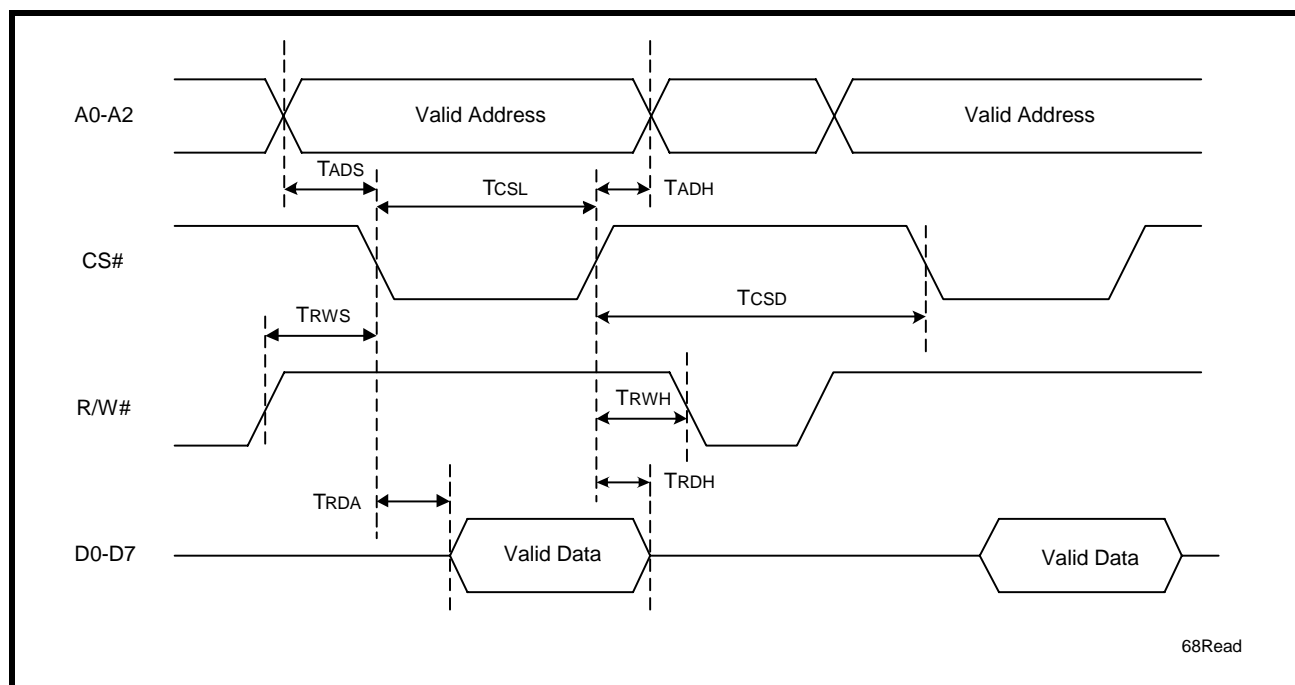 A0-A2
Valid Address
Valid Address
TADS
TCSL
TADH
CS#
TCSD
TRWS
R/W#
TRWH
TRDH
TRDA
D0-D7
Valid Data
Valid Data
68Read